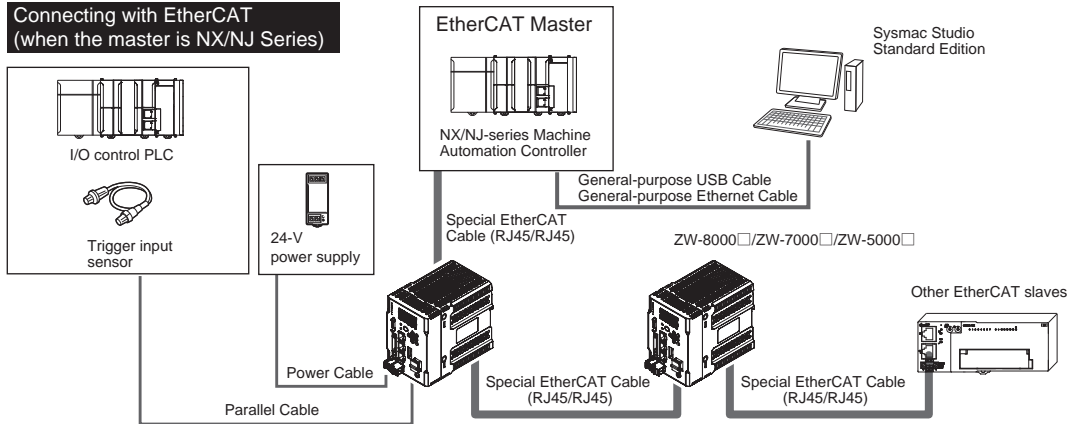 Connecting with EtherCAT
(when the master is NX/NJ Series)
I/O control PLC
Trigger input
sensor
24-V
power supply
EtherCAT Master
NX/NJ-series Machine
Automation Controller
Sysmac Studio
Standard Edition
General-purpose USB Cable
General-purpose Ethernet Cable
Special EtherCAT
Cable (RJ45/RJ45)
ZW-8000□/ZW-7000□/ZW-5000□
Other EtherCAT slaves
Power Cable
Parallel Cable
Special EtherCAT Cable
(RJ45/RJ45)
Special EtherCAT Cable
(RJ45/RJ45)